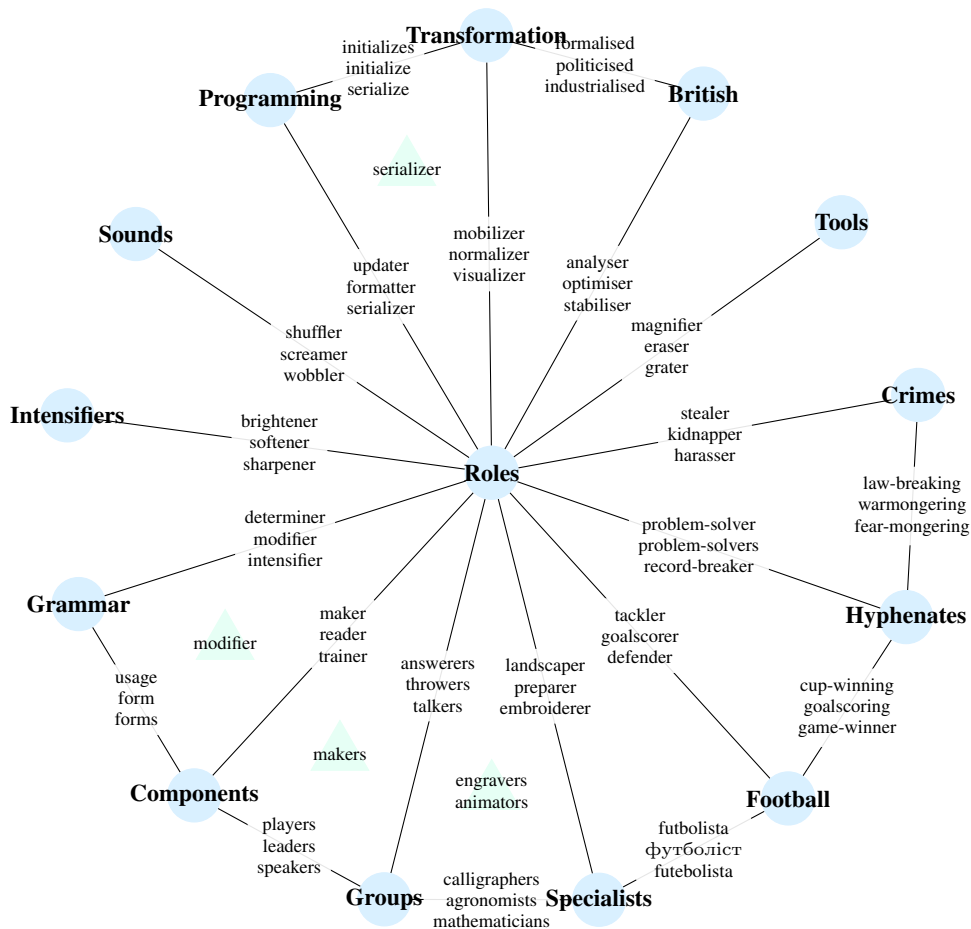 Transformation
initializes
initialize
serialize
formalised
politicised
industrialised
Programming
British
serializer
Sounds
Tools
mobilizer
normalizer
visualizer
updater
formatter
serializer
analyser
optimiser
stabiliser
shuffler
screamer
wobbler
magnifier
eraser
grater
Crimes
Intensifiers
brightener
softener
sharpener
stealer
kidnapper
harasser
Roles
law-breaking
warmongering
fear-mongering
determiner
modifier
intensifier
problem-solver
problem-solvers
record-breaker
Grammar
Hyphenates
modifier
maker
reader
trainer
tackler
goalscorer
defender
usage
form
forms
answerers
throwers
talkers
landscaper
preparer
embroiderer
cup-winning
goalscoring
game-winner
makers
engravers
animators
Components
Football
players
leaders
speakers
futbolista
футболіст
futebolista
Groups
calligraphers
agronomists
mathematicians
Specialists